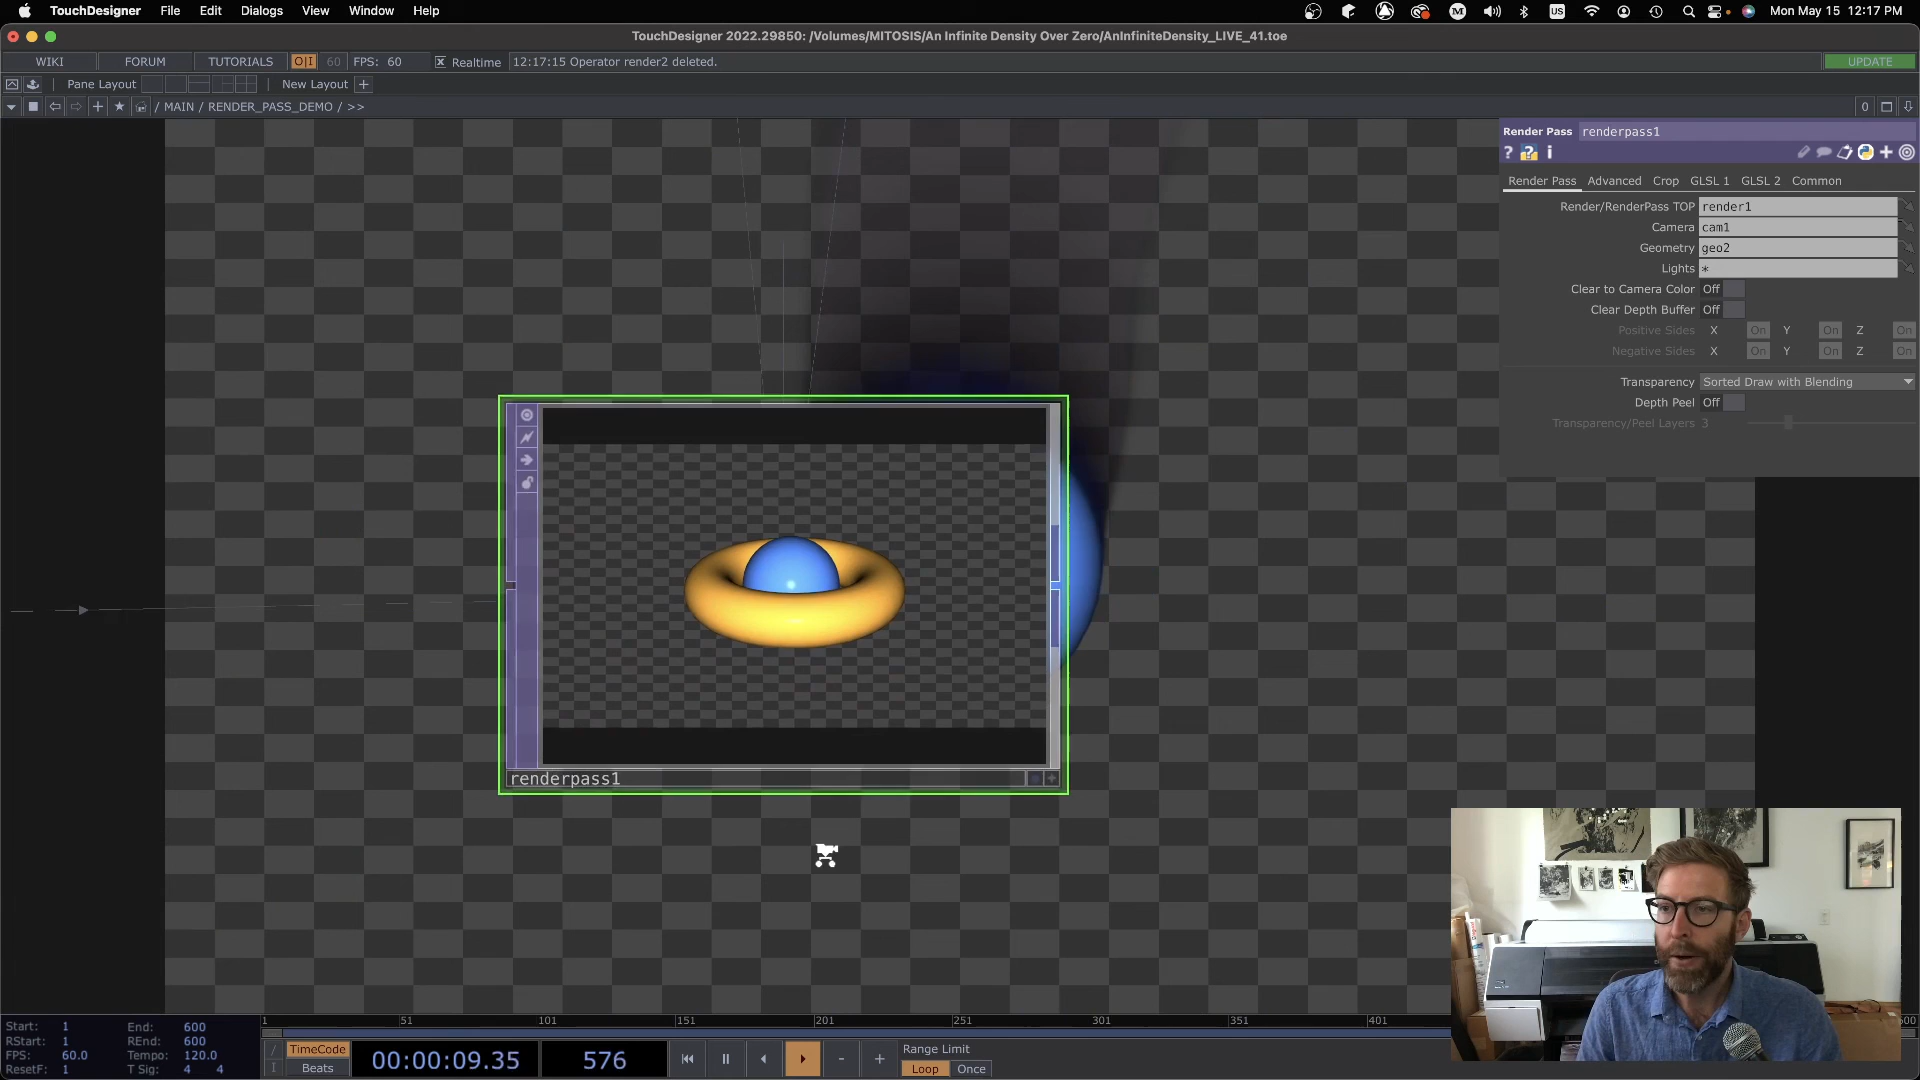 TouchDesigner File Edit Dialogs View Window Help
US Mon May 15 12:17 PM
TouchDesigner 2022.29850: /Volumes/MITOSIS/An Infinite Density Over Zero/AnInfiniteDensity_LIVE_41.toe
WIKI FORUM TUTORIALS O|I 60 FPS: 60 X Realtime 12:17:15 Operator render2 deleted. UPDATE
Pane Layout New Layout +
/ MAIN / RENDER_PASS_DEMO / >> 0
Render Pass renderpass1
? ? i
Render Pass Advanced Crop GLSL 1 GLSL 2 Common
Render/RenderPass TOP render1
Camera cam1
Geometry geo2
Lights *
Clear to Camera Color Off
Clear Depth Buffer Off
Positive Sides X On Y On Z On
Negative Sides X On Y On Z On
Transparency Sorted Draw with Blending
Depth Peel Off
Transparency/Peel Layers 3
renderpass1
1 51 101 151 201 251 301 351 401
Start: 1 End: 600
RStart: 1 REnd: 600
FPS: 60.0 Tempo: 120.0
ResetF: 1 T Sig: 4 4
TimeCode
Beats
00:00:09.35 576
- +
Range Limit
Loop Once